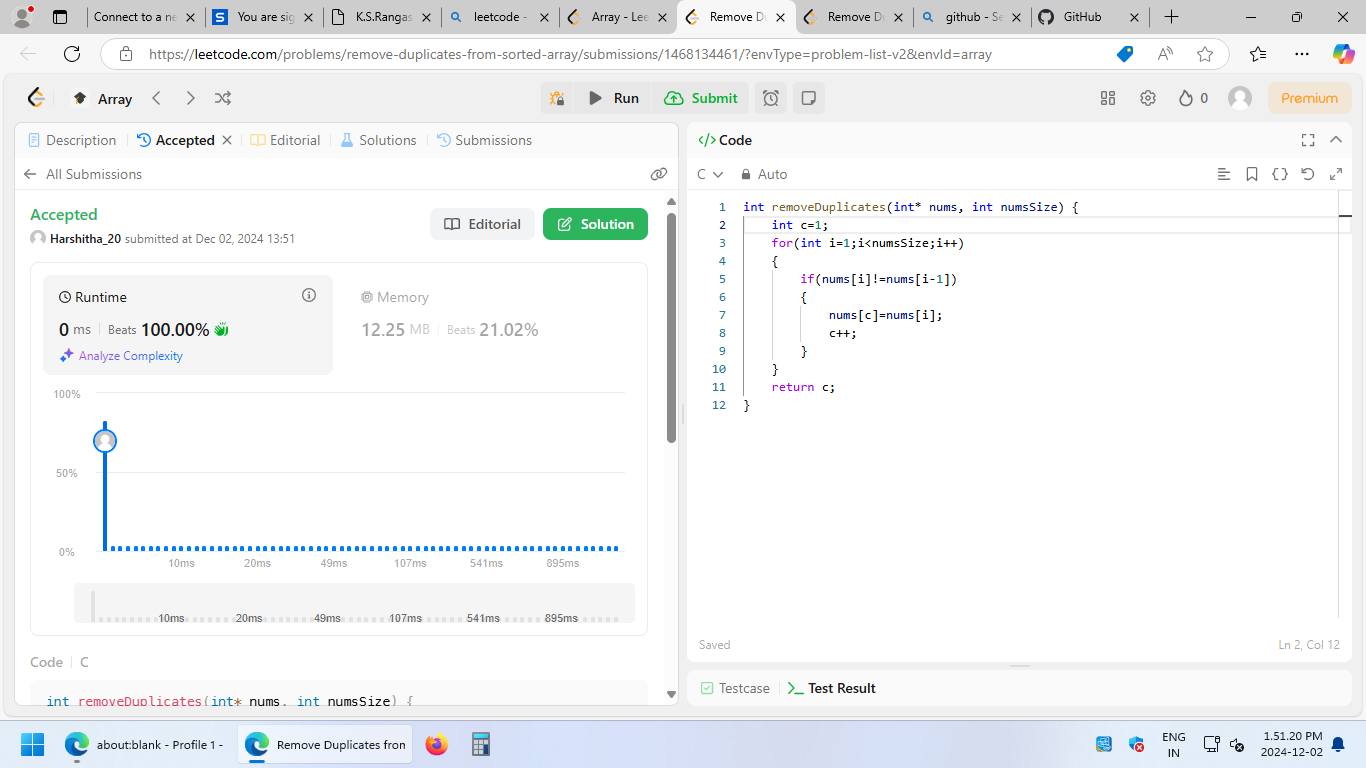 Connect to a ne
You are sig
K.S.Rangas
leetcode -
Array - Lee
Remove Du
Remove Du
github - Se
GitHub
https://leetcode.com/problems/remove-duplicates-from-sorted-array/submissions/1468134461/?envType=problem-list-v2&envId=array
Array
Run
Submit
0
Premium
Description
Accepted
Editorial
Solutions
Submissions
All Submissions
Accepted
Harshitha_20 submitted at Dec 02, 2024 13:51
Editorial
Solution
Runtime
0 ms Beats 100.00%
Analyze Complexity
Memory
12.25 MB Beats 21.02%
100%
50%
0%
10ms 20ms 49ms 107ms 541ms 895ms
10ms 20ms 49ms 107ms 541ms 895ms
Code C
int removeDuplicates(int* nums, int numsSize) {
</> Code
C Auto
1 int removeDuplicates(int* nums, int numsSize) {
2 int c=1;
3 for(int i=1;i<numsSize;i++)
4 {
5 if(nums[i]!=nums[i-1])
6 {
7 nums[c]=nums[i];
8 c++;
9 }
10 }
11 return c;
12 }
Saved
Ln 2, Col 12
Testcase
Test Result
about:blank - Profile 1 -
Remove Duplicates fron
ENG
IN
1.51.20 PM
2024-12-02